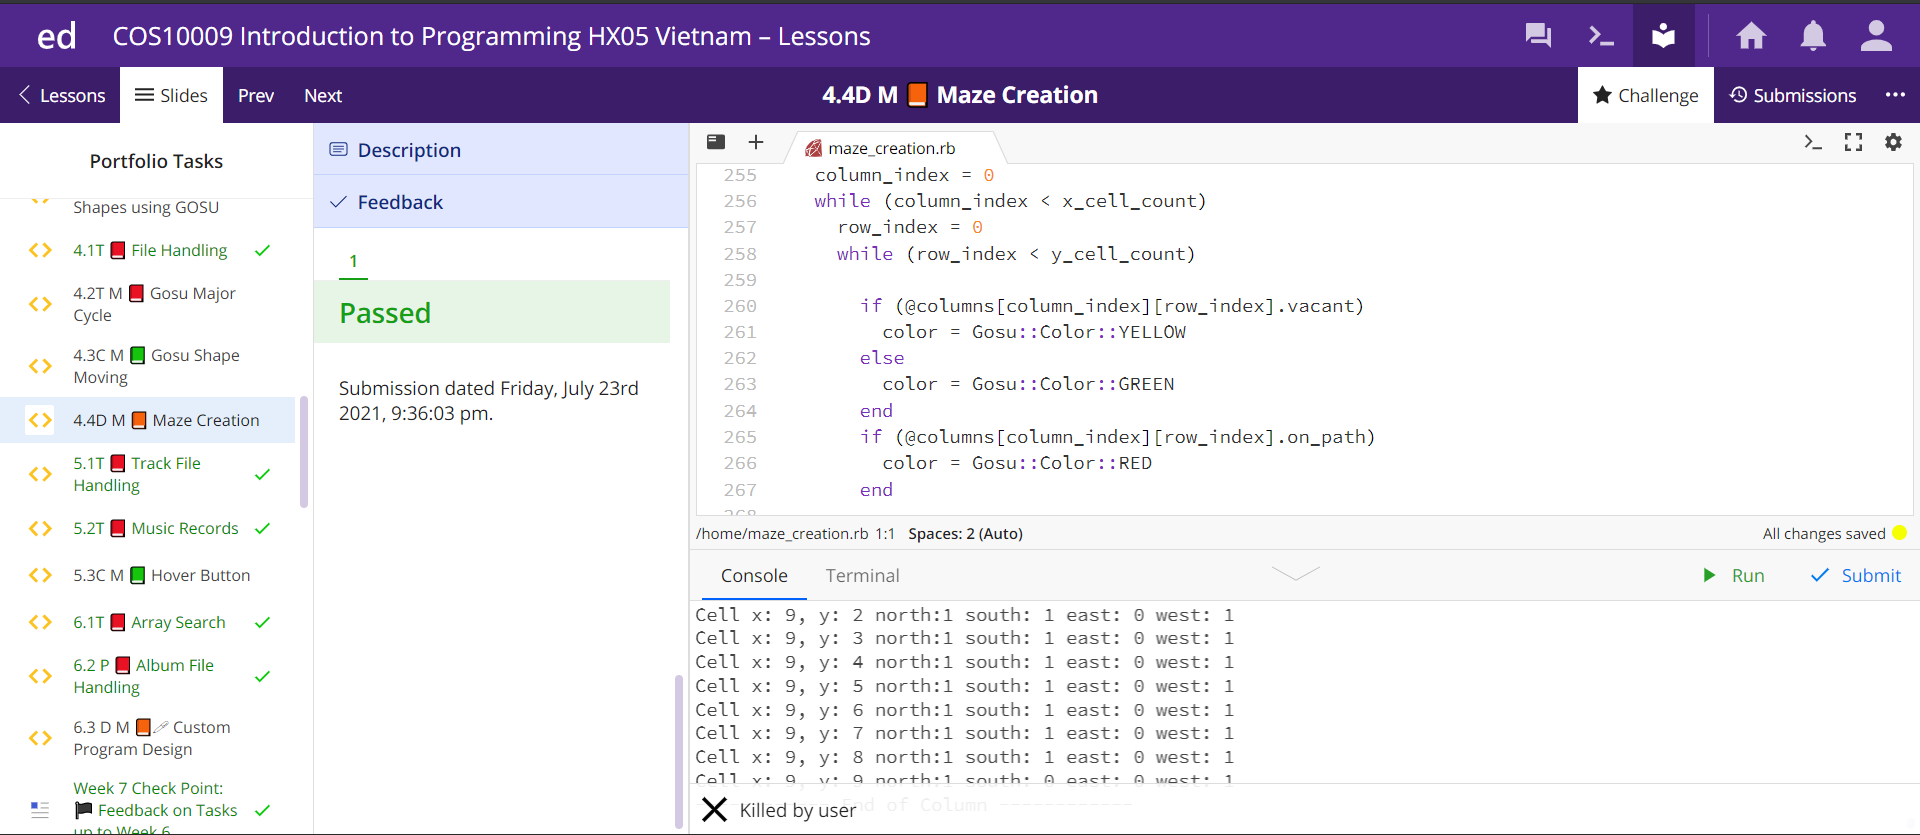 ed COS10009 Introduction to Programming HX05 Vietnam – Lessons
Lessons Slides Prev Next 4.4D M Maze Creation Challenge Submissions
Portfolio Tasks
Shapes using GOSU
4.1T File Handling
4.2T M Gosu Major
Cycle
4.3C M Gosu Shape
Moving
4.4D M Maze Creation
5.1T Track File
Handling
5.2T Music Records
5.3C M Hover Button
6.1T Array Search
6.2 P Album File
Handling
6.3 D M Custom
Program Design
Week 7 Check Point:
Feedback on Tasks
up to Week 6
Description
Feedback
1
Passed
Submission dated Friday, July 23rd
2021, 9:36:03 pm.
maze_creation.rb
255 column_index = 0
256 while (column_index < x_cell_count)
257 row_index = 0
258 while (row_index < y_cell_count)
259
260 if (@columns[column_index][row_index].vacant)
261 color = Gosu::Color::YELLOW
262 else
263 color = Gosu::Color::GREEN
264 end
265 if (@columns[column_index][row_index].on_path)
266 color = Gosu::Color::RED
267 end
268
/home/maze_creation.rb 1:1 Spaces: 2 (Auto) All changes saved
Console Terminal Run Submit
Cell x: 9, y: 2 north:1 south: 1 east: 0 west: 1
Cell x: 9, y: 3 north:1 south: 1 east: 0 west: 1
Cell x: 9, y: 4 north:1 south: 1 east: 0 west: 1
Cell x: 9, y: 5 north:1 south: 1 east: 0 west: 1
Cell x: 9, y: 6 north:1 south: 1 east: 0 west: 1
Cell x: 9, y: 7 north:1 south: 1 east: 0 west: 1
Cell x: 9, y: 8 north:1 south: 1 east: 0 west: 1
Cell x: 9, y: 9 north:1 south: 0 east: 0 west: 1
End of Column ------------
Killed by user